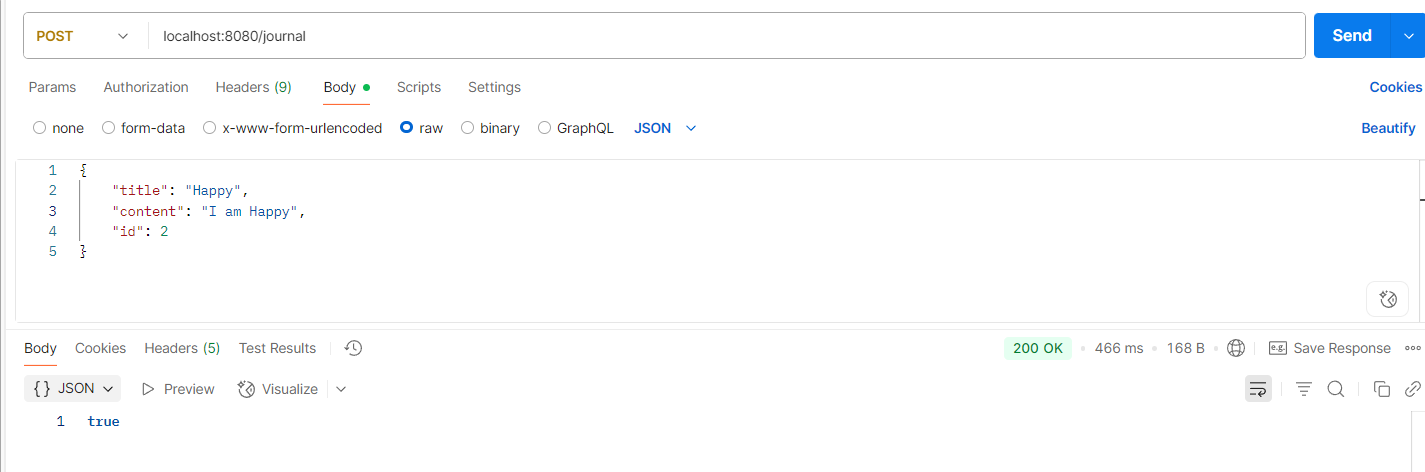 POST localhost:8080/journal Send
Params Authorization Headers (9) Body Scripts Settings Cookies
none form-data x-www-form-urlencoded raw binary GraphQL JSON Beautify
1 {
2 "title": "Happy",
3 "content": "I am Happy",
4 "id": 2
5 }
Body Cookies Headers (5) Test Results 200 OK 466 ms 168 B e.g. Save Response
{} JSON Preview Visualize
1 true